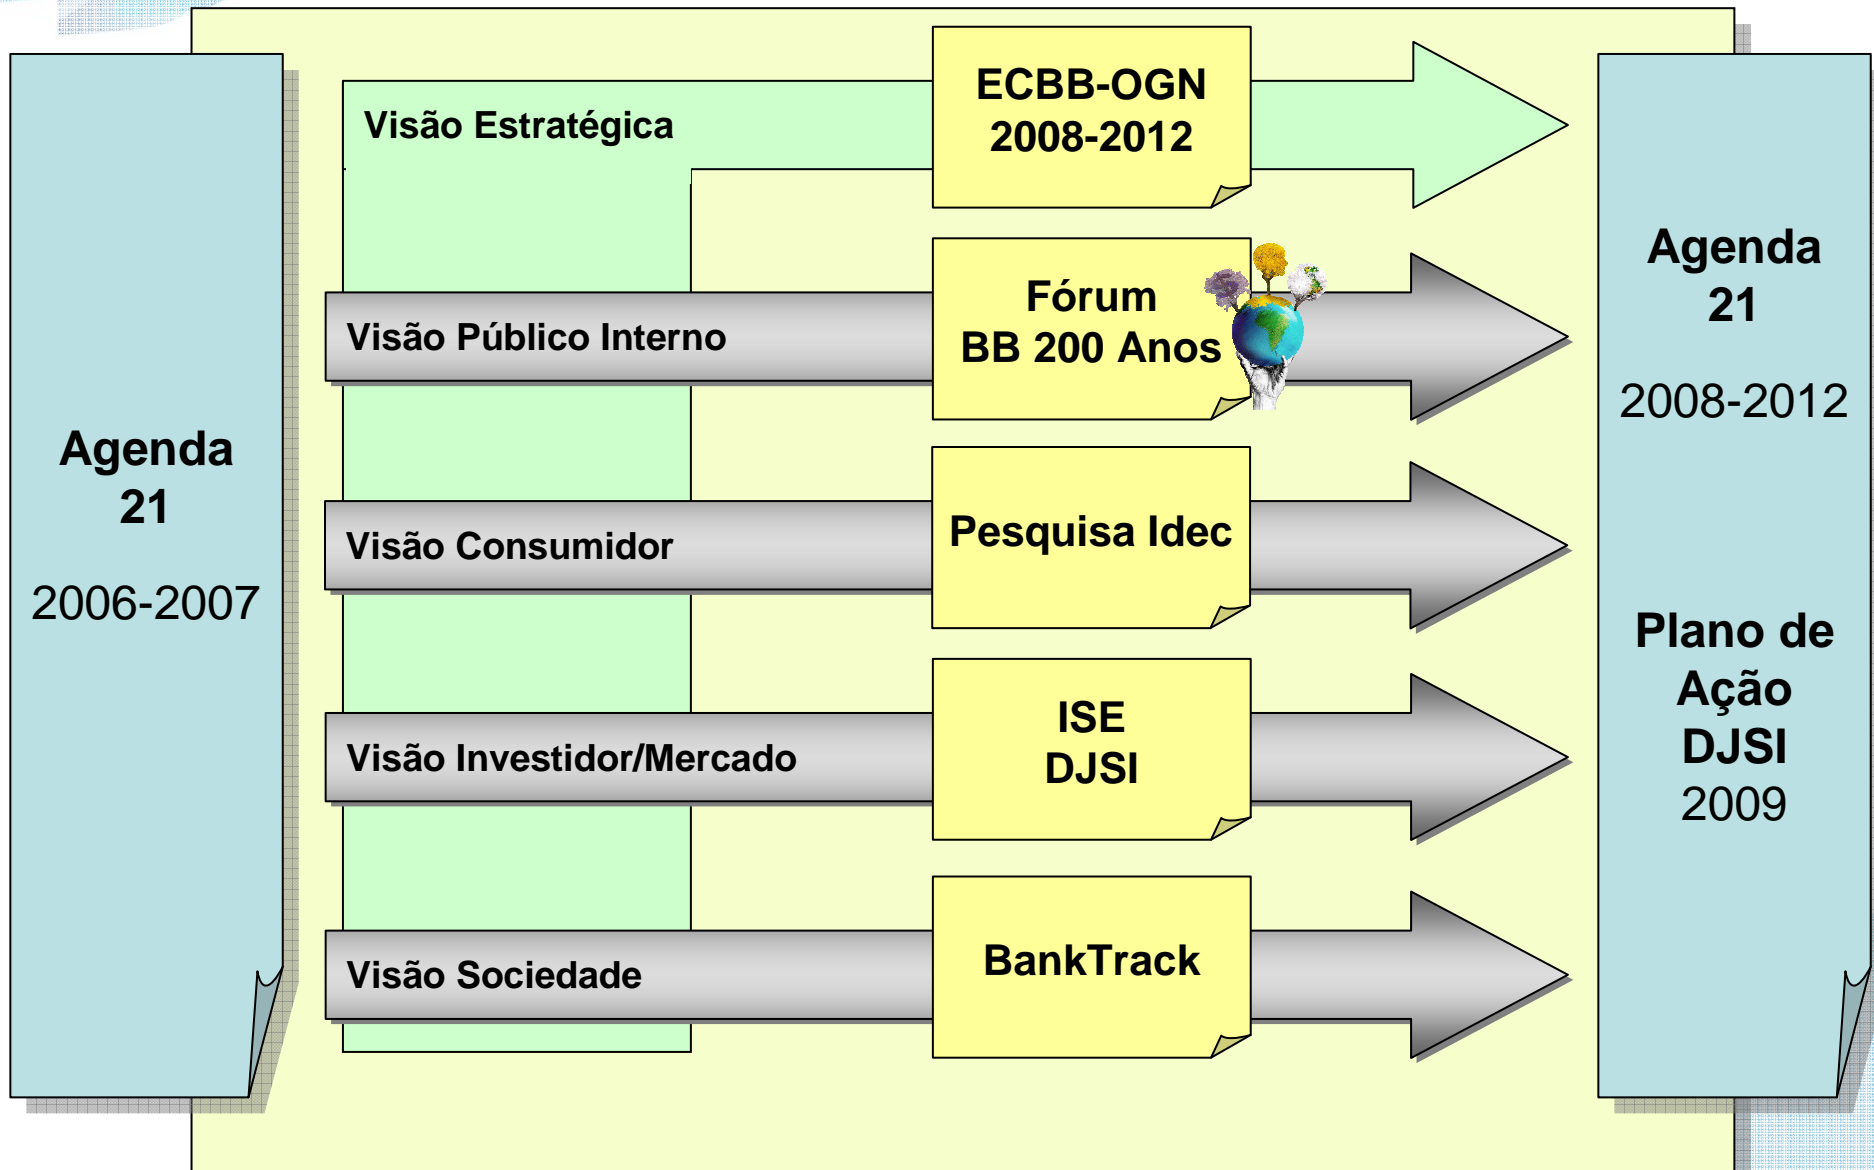 Agenda
21
2006-2007
Visão Estratégica
ECBB-OGN
2008-2012
Visão Público Interno
Fórum
BB 200 Anos
Visão Consumidor
Pesquisa Idec
Visão Investidor/Mercado
ISE
DJSI
Visão Sociedade
BankTrack
Agenda
21
2008-2012
Plano de
Ação
DJSI
2009